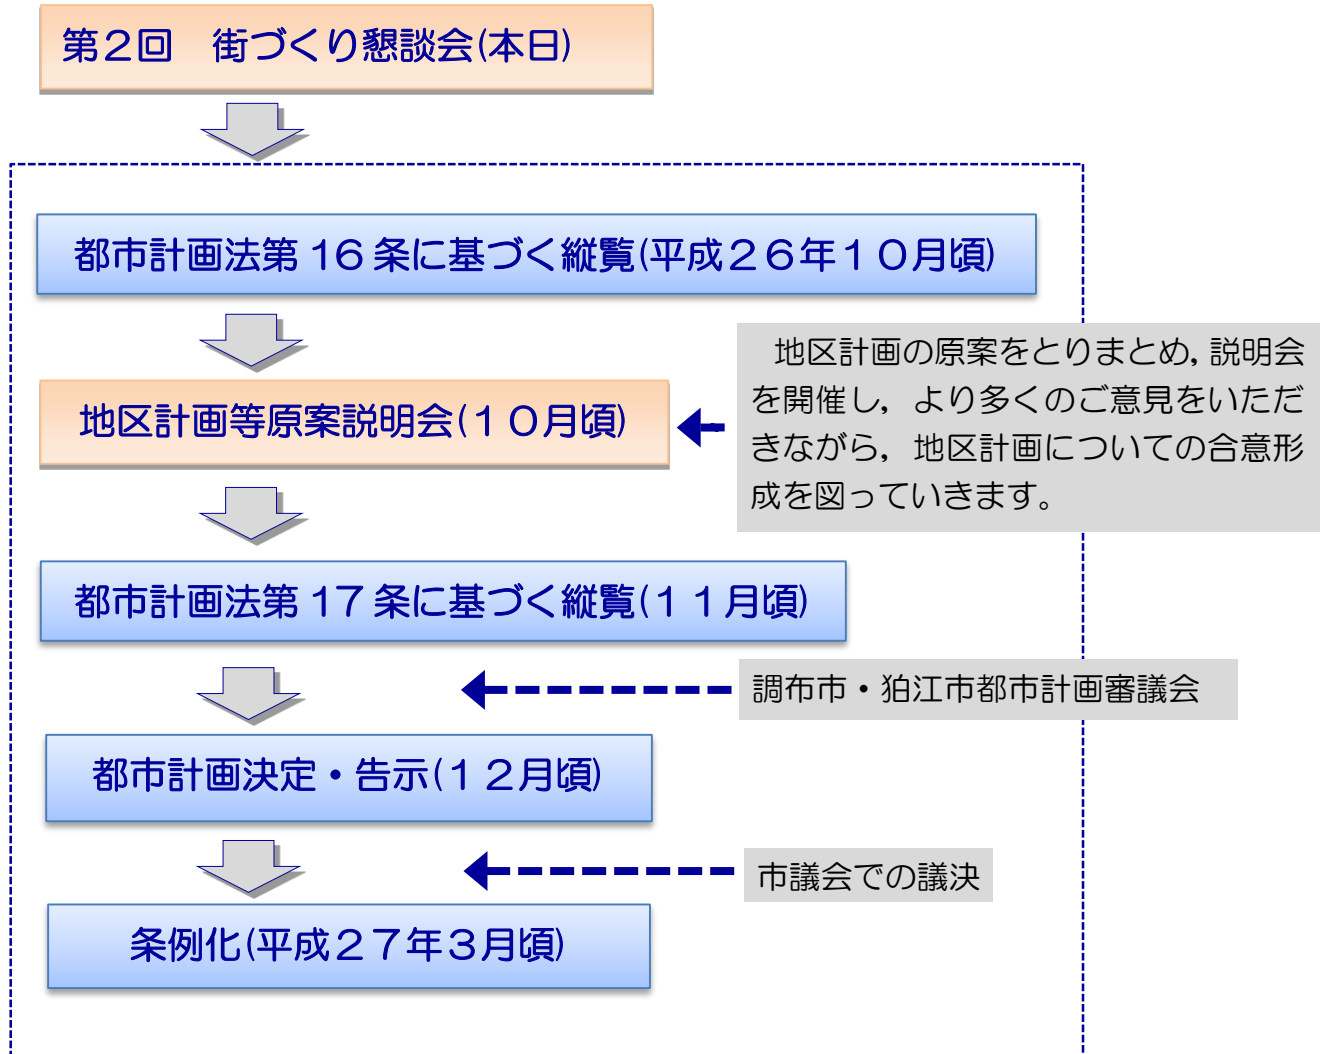 第２回　街づくり懇談会(本日)
都市計画法第 16 条に基づく縦覧(平成２６年１０月頃)
地区計画の原案をとりまとめ, 説明会
を開催し，より多くのご意見をいただ
きながら，地区計画についての合意形
成を図っていきます。
地区計画等原案説明会(１０月頃)
都市計画法第 17 条に基づく縦覧(１１月頃)
調布市・狛江市都市計画審議会
都市計画決定・告示(１２月頃)
市議会での議決
条例化(平成２７年３月頃)